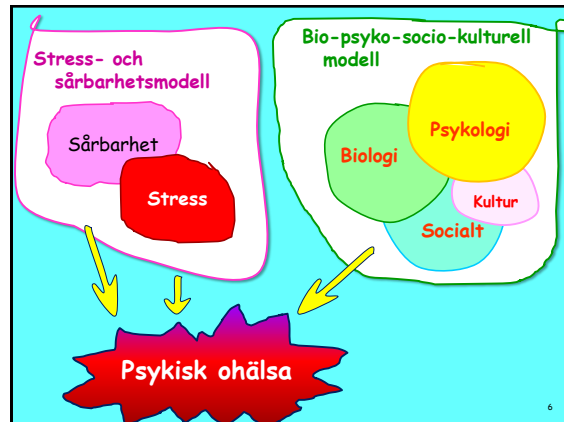 Stress- och
sårbarhetsmodell
Sårbarhet
Stress
Bio-psyko-socio-kulturell
modell
Psykologi
Biologi
Kultur
Socialt
Psykisk ohälsa
6